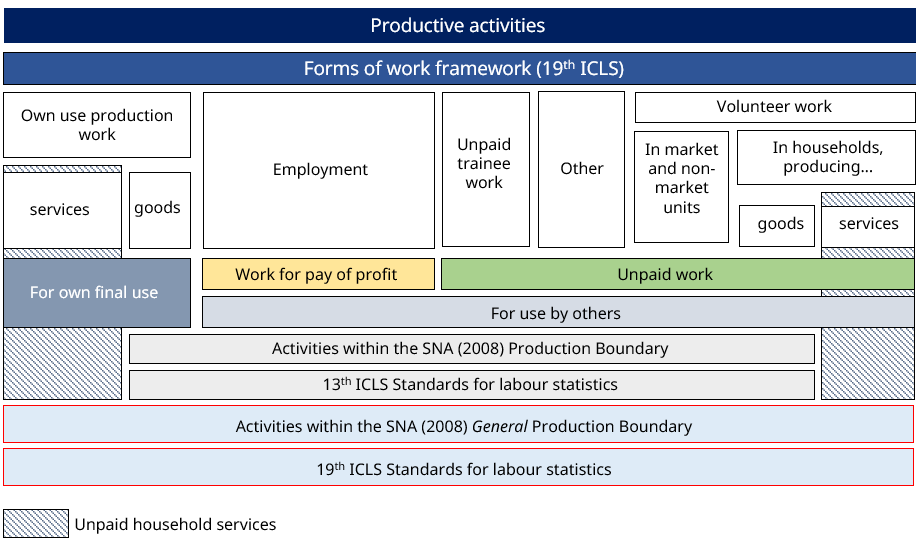 Productive activities
Forms of work framework (19th ICLS)
Own use production
work
Employment
Unpaid
trainee
work
Other
Volunteer work
In market
and non-
market
units
In households,
producing...
services
goods
goods
services
For own final use
Work for pay of profit
Unpaid work
For use by others
Activities within the SNA (2008) Production Boundary
13th ICLS Standards for labour statistics
Activities within the SNA (2008) General Production Boundary
19th ICLS Standards for labour statistics
Unpaid household services